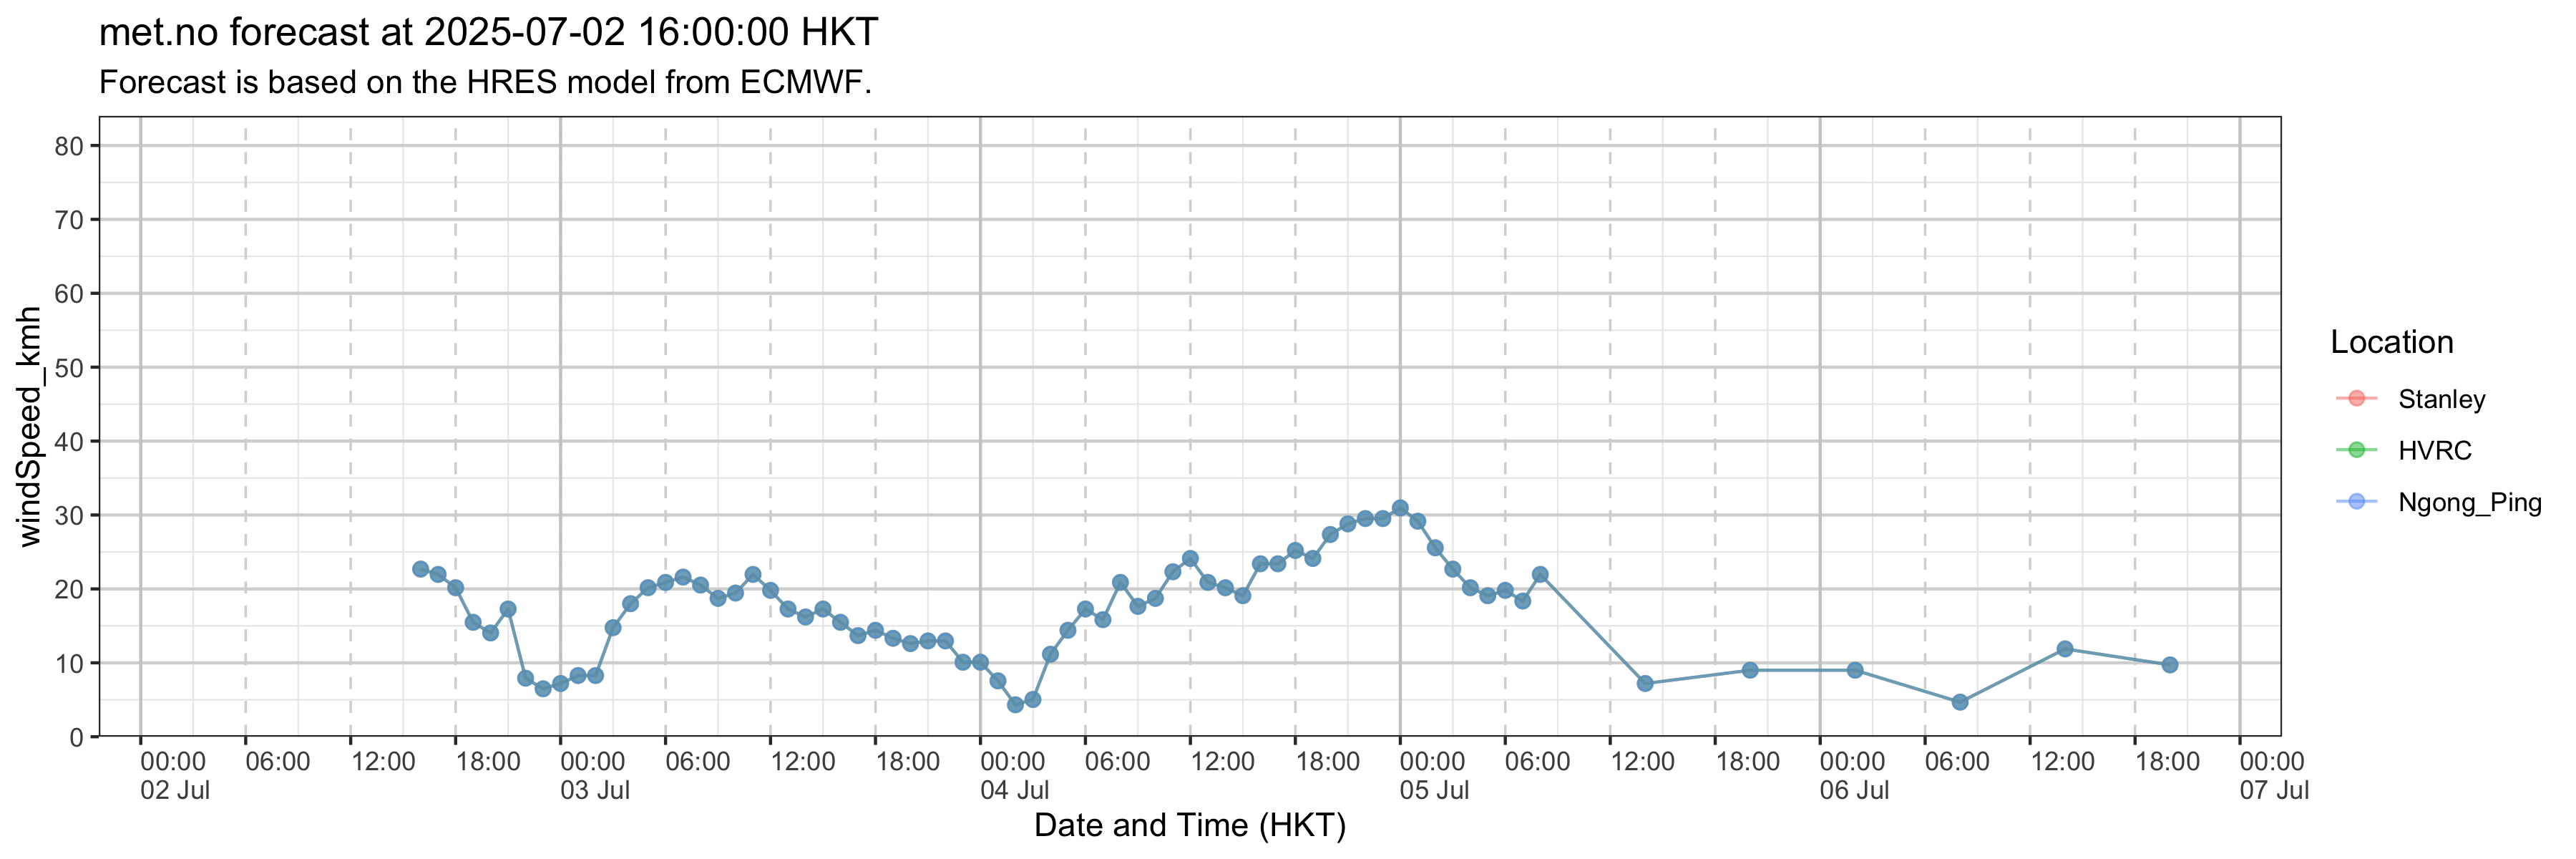 met.no forecast at 2025-07-02 16:00:00 HKT
Forecast is based on the HRES model from ECMWF.
windSpeed_kmh
80
70
60
50
40
30
20
10
0
00:00 06:00 12:00 18:00 00:00 06:00 12:00 18:00 00:00 06:00 12:00 18:00 00:00 06:00 12:00 18:00 00:00 06:00 12:00 18:00 00:00
02 Jul 03 Jul 04 Jul 05 Jul 06 Jul 07 Jul
Date and Time (HKT)
Location
Stanley
HVRC
Ngong_Ping